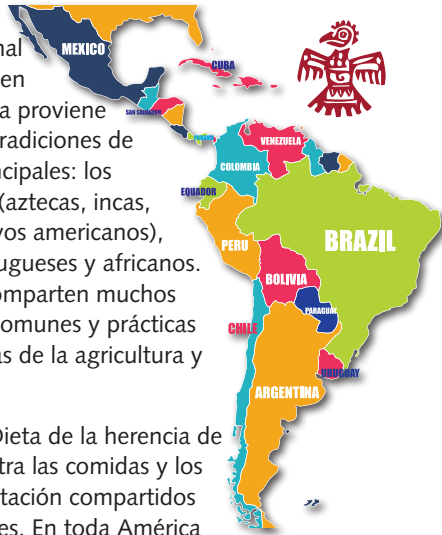 nal
en
a proviene
radiciones de
ncipales: los
(aztecas, incas,
vos americanos),
ugueses y africanos.
omparten muchos
omunes y prácticas
as de la agricultura y
Dieta de la herencia de
tra las comidas y los
tación compartidos
es. En toda América
MEXICO
CUBA
SAN SALVADOR
VENEZUELA
COLOMBIA
EQUADOR
PERU
BRAZIL
BOLIVIA
PARAGUAY
CHILE
URUGUAY
ARGENTINA